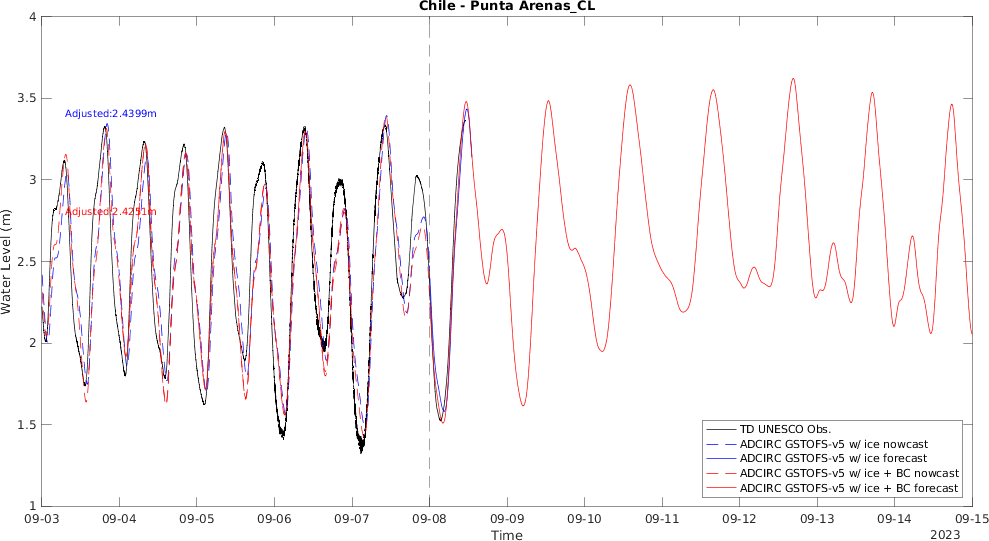 Chile - Punta Arenas_CL
4
3.5
3
2.5
2
1.5
1
Water Level (m)
Adjusted:2.4399m
Adjusted:2.4251m
TD UNESCO Obs.
ADCIRC GSTOFS-v5 w/ ice nowcast
ADCIRC GSTOFS-v5 w/ ice forecast
ADCIRC GSTOFS-v5 w/ ice + BC nowcast
ADCIRC GSTOFS-v5 w/ ice + BC forecast
09-03 09-04 09-05 09-06 09-07 09-08 09-09 09-10 09-11 09-12 09-13 09-14 09-15
Time
2023